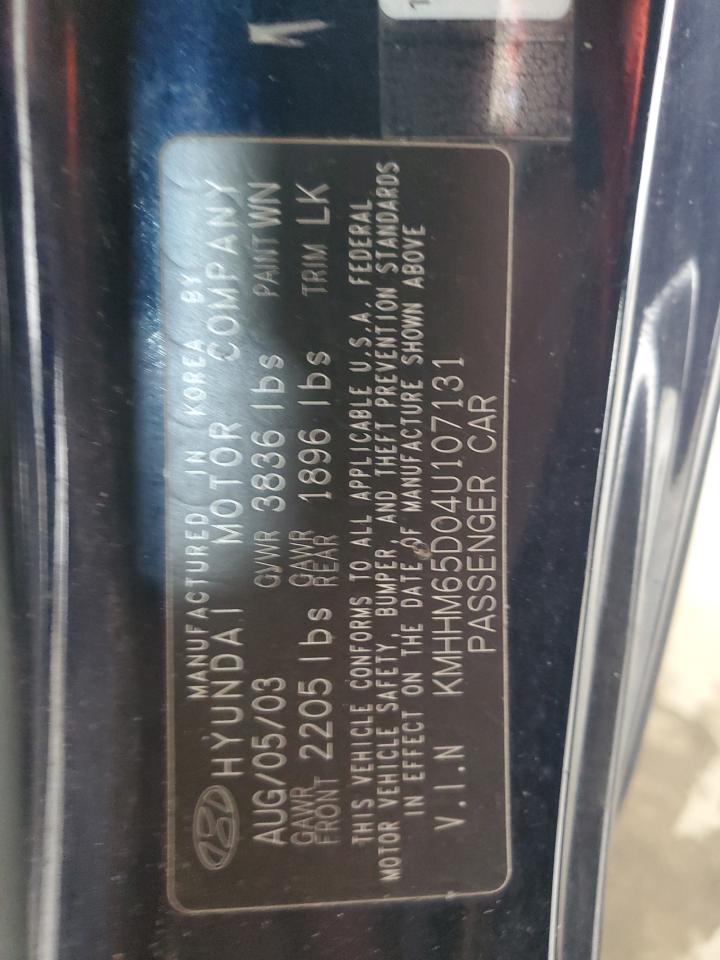 MANUFACTURED IN KOREA BY
HYUNDAI MOTOR COMPANY
AUG/05/03 GVWR 3836 lbs PAINT WN
GAWR FRONT 2205 lbs GAWR REAR 1896 lbs TRIM LK
THIS VEHICLE CONFORMS TO ALL APPLICABLE U.S.A. FEDERAL
MOTOR VEHICLE SAFETY, BUMPER, AND THEFT PREVENTION STANDARDS
IN EFFECT ON THE DATE OF MANUFACTURE SHOWN ABOVE
V.I.N KMHHM65D04U107131
PASSENGER CAR